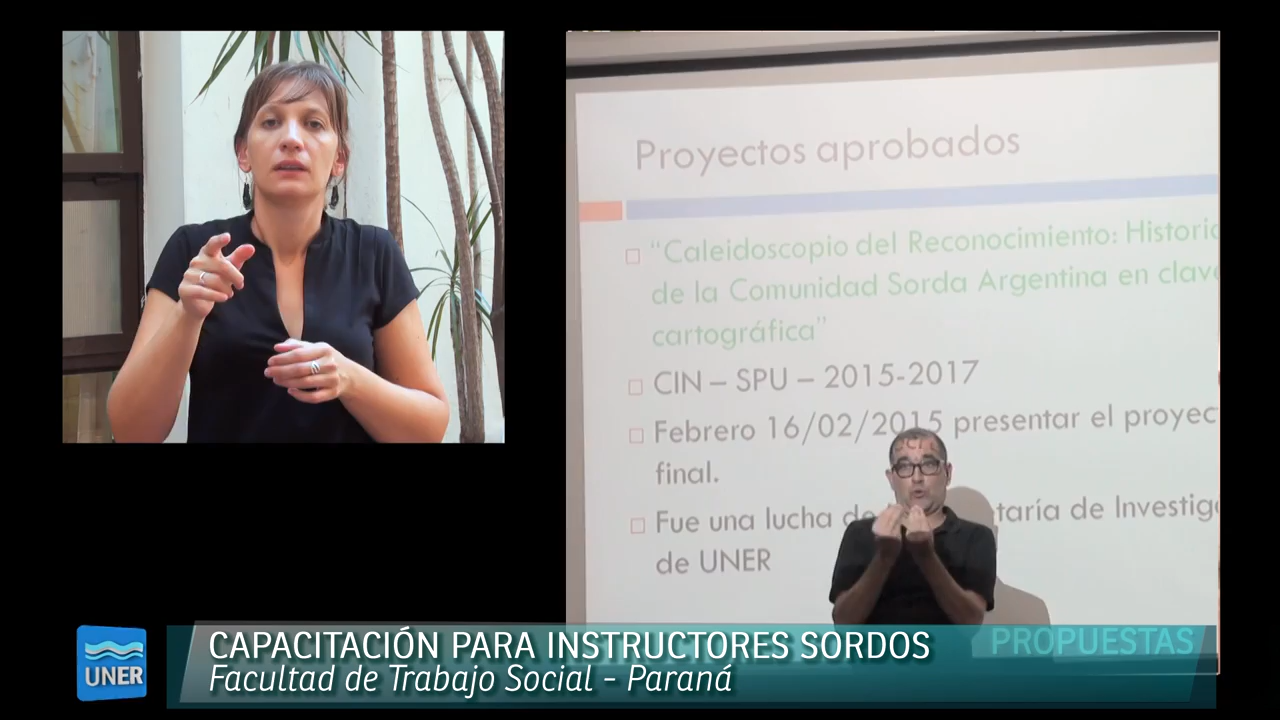 Proyectos aprobados
“Caleidoscopio del Reconocimiento: Historia
de la Comunidad Sorda Argentina en clave
cartográfica”
CIN – SPU – 2015-2017
Febrero 16/02/2015 presentar el proyec
final.
Fue una lucha de taría de Investig
de UNER
UNER
CAPACITACIÓN PARA INSTRUCTORES SORDOS
PROPUESTAS
Facultad de Trabajo Social - Paraná